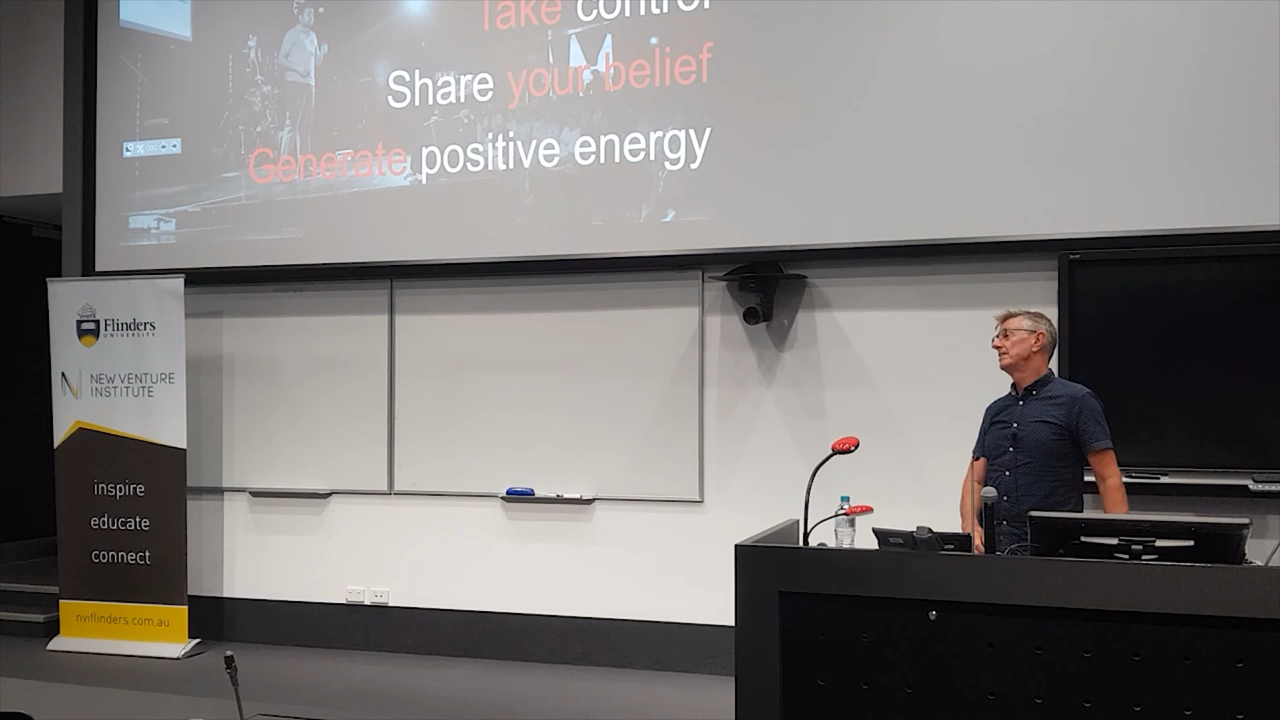 Take control
Share your belief
Generate positive energy
Flinders
UNIVERSITY
NEW VENTURE
INSTITUTE
inspire
educate
connect
nviflinders.com.au